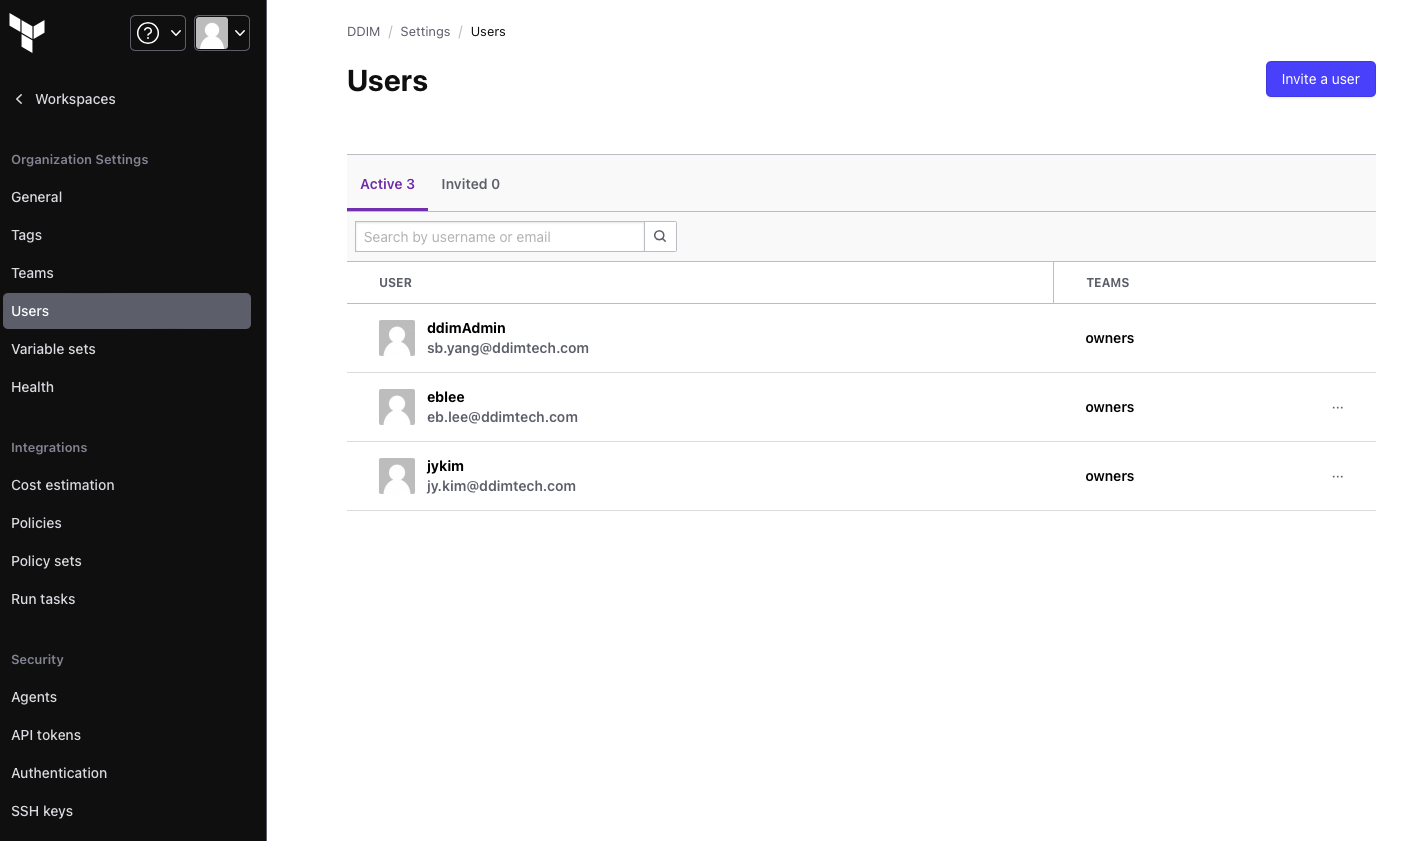 Workspaces
Organization Settings
General
Tags
Teams
Users
Variable sets
Health
Integrations
Cost estimation
Policies
Policy sets
Run tasks
Security
Agents
API tokens
Authentication
SSH keys
DDIM / Settings / Users
Users
Invite a user
Active 3 Invited 0
Search by username or email
USER TEAMS
ddimAdmin
sb.yang@ddimtech.com
owners
eblee
eb.lee@ddimtech.com
owners
jykim
jy.kim@ddimtech.com
owners